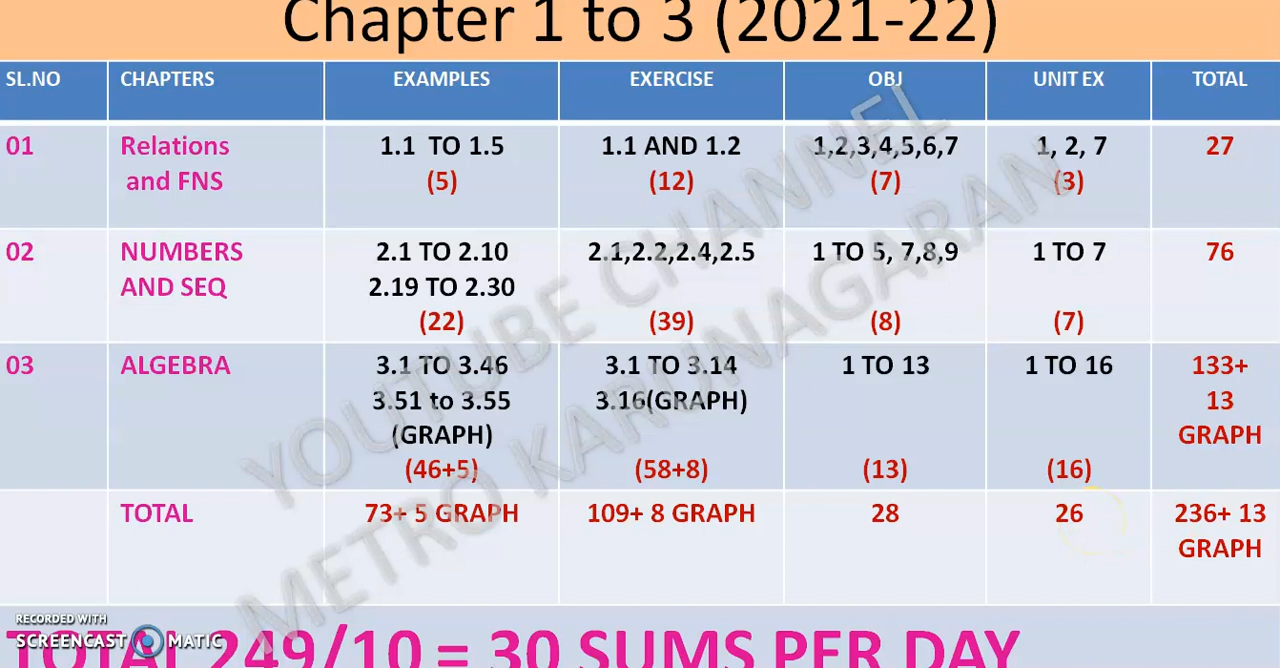 Chapter 1 to 3 (2021-22)
SL.NO CHAPTERS EXAMPLES EXERCISE OBJ UNIT EX TOTAL
01 Relations 1.1 TO 1.5 1.1 AND 1.2 1,2,3,4,5,6,7 1, 2, 7 27
and FNS (5) (12) (7) (3)
02 NUMBERS 2.1 TO 2.10 2.1,2.2,2.4,2.5 1 TO 5, 7,8,9 1 TO 7 76
AND SEQ 2.19 TO 2.30
(22) (39) (8) (7)
03 ALGEBRA 3.1 TO 3.46 3.1 TO 3.14 1 TO 13 1 TO 16 133+
3.51 to 3.55 3.16(GRAPH) 13
(GRAPH) GRAPH
(46+5) (58+8) (13) (16)
TOTAL 73+ 5 GRAPH 109+ 8 GRAPH 28 26 236+ 13
GRAPH
YOUTUBE CHANNEL
METRO KARUNAGARAN
RECORDED WITH
SCREENCAST MATIC
TOTAL 249/10 = 30 SUMS PER DAY